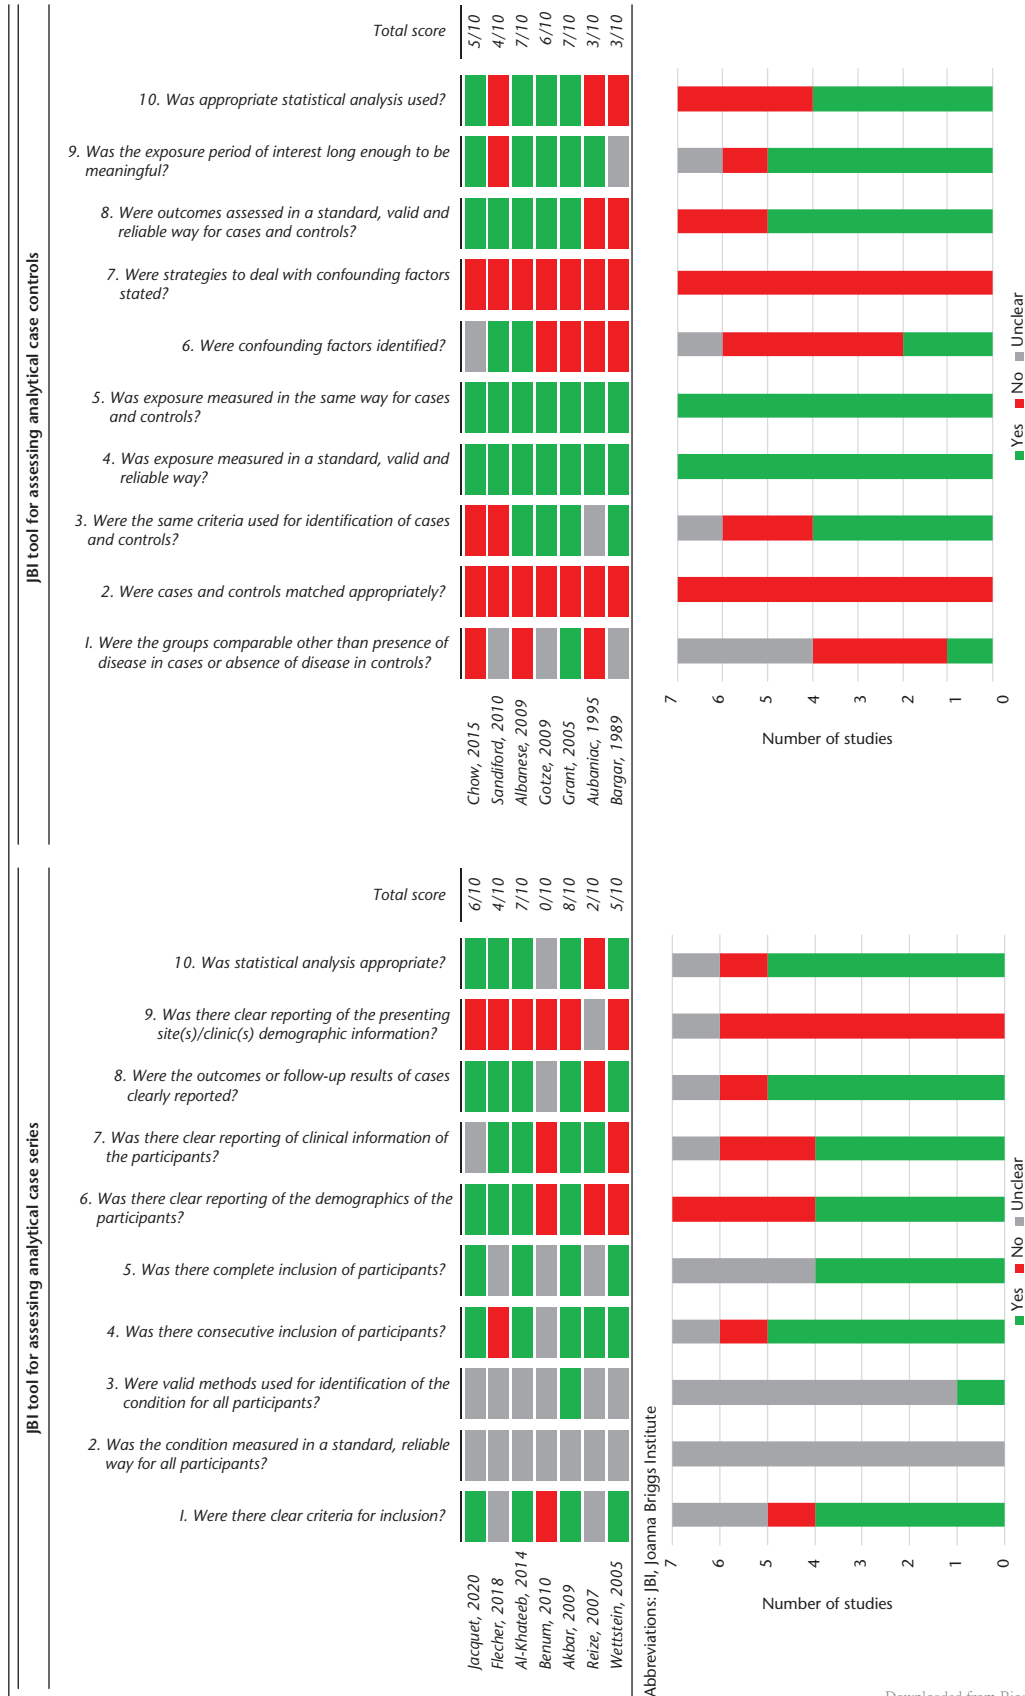 JBI tool for assessing analytical case series
I. Were there clear criteria for inclusion?
2. Was the condition measured in a standard, reliable
way for all participants?
3. Were valid methods used for identification of the
condition for all participants?
4. Was there consecutive inclusion of participants?
5. Was there complete inclusion of participants?
6. Was there clear reporting of the demographics of the
participants?
7. Was there clear reporting of clinical information of
the participants?
8. Were the outcomes or follow-up results of cases
clearly reported?
9. Was there clear reporting of the presenting
site(s)/clinic(s) demographic information?
10. Was statistical analysis appropriate?
Total score
Jacquet, 2020
6/10
Flecher, 2018
4/10
Al-Khateeb, 2014
7/10
Benum, 2010
0/10
Akbar, 2009
8/10
Reize, 2007
2/10
Wettstein, 2005
5/10
JBI tool for assessing analytical case controls
I. Were the groups comparable other than presence of
disease in cases or absence of disease in controls?
2. Were cases and controls matched appropriately?
3. Were the same criteria used for identification of cases
and controls?
4. Was exposure measured in a standard, valid and
reliable way?
5. Was exposure measured in the same way for cases
and controls?
6. Were confounding factors identified?
7. Were strategies to deal with confounding factors
stated?
8. Were outcomes assessed in a standard, valid and
reliable way for cases and controls?
9. Was the exposure period of interest long enough to be
meaningful?
10. Was appropriate statistical analysis used?
Total score
Chow, 2015
5/10
Sandiford, 2010
4/10
Albanese, 2009
7/10
Gotze, 2009
6/10
Grant, 2005
7/10
Aubaniac, 1995
3/10
Bargar, 1989
3/10
Abbreviations: JBI, Joanna Briggs Institute
Number of studies
7
6
5
4
3
2
1
0
Yes No Unclear
Number of studies
7
6
5
4
3
2
1
0
Yes No Unclear
Downloaded from